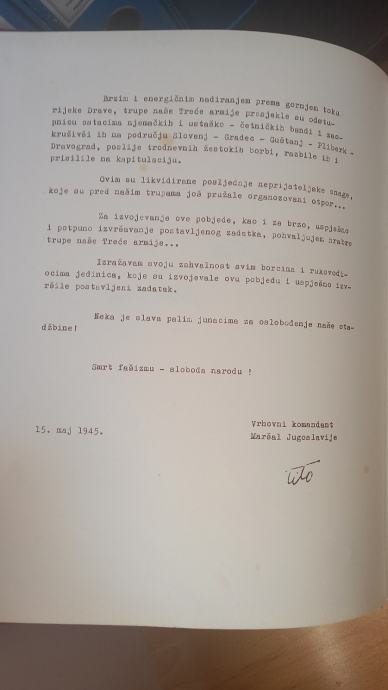 Brzim i energičnim nadiranjem prema gornjem toku
rijeke Drave, trupe naše Treće armije presjekle su odstu-
pnicu ostacima njemačkih i ustaško - četničkih bandi i zao-
kruživši ih na području Slovenj - Gradec - Guštanj - Pliberk -
Dravograd, poslije trodnevnih žestokih borbi, razbile ih i
prisilile na kapitulaciju.
Ovim su likvidirane posljednje neprijateljske snage,
koje su pred našim trupama još pružale organizovani otpor...
Za izvojevanje ove pobjede, kao i za brzo, uspješno
i potpuno izvršavanje postavljenog zadatka, pohvaljujem hrabre
trupe naše Treće armije...
Izražavam svoju zahvalnost svim borcima i rukovodi-
ocima jedinica, koje su izvojevale ovu pobjedu i uspješno izv-
ršile postavljeni zadatak.
Neka je slava palim junacima za oslobođenje naše ota-
džbine!
Smrt fašizmu - sloboda narodu !
Vrhovni komandant
15. maj 1945.
Maršal Jugoslavije
Tito